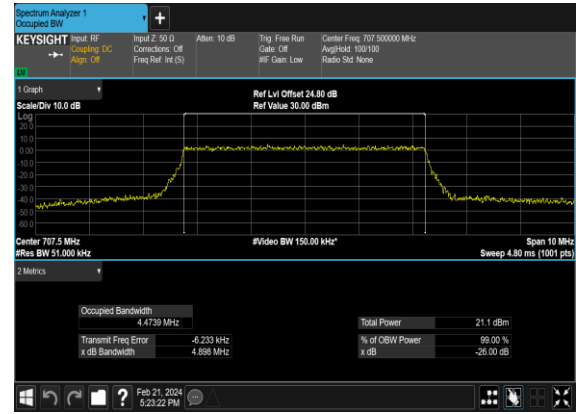 Spectrum Analyzer 1
Occupied BW
KEYSIGHT Input: RF Input Z: 50 Ω Atten: 10 dB Trig: Free Run Center Freq: 707.500000 MHz
Coupling: DC Corrections: Off Gate: Off Avg|Hold: 100/100
Align: Off Freq Ref: Int (S) #IF Gain: Low Radio Std: None
LU
1 Graph
Ref Lvl Offset 24.80 dB
Scale/Div 10.0 dB Ref Value 30.00 dBm
Log
20.0
10.0
0.00
-10.0
-20.0
-30.0
-40.0
-50.0
-60.0
Center 707.5 MHz #Video BW 150.00 kHz* Span 10 MHz
#Res BW 51.000 kHz Sweep 4.80 ms (1001 pts)
2 Metrics
Occupied Bandwidth
4.4739 MHz Total Power 21.1 dBm
Transmit Freq Error -6.233 kHz % of OBW Power 99.00 %
x dB Bandwidth 4.898 MHz x dB -26.00 dB
Feb 21, 2024
5:23:22 PM